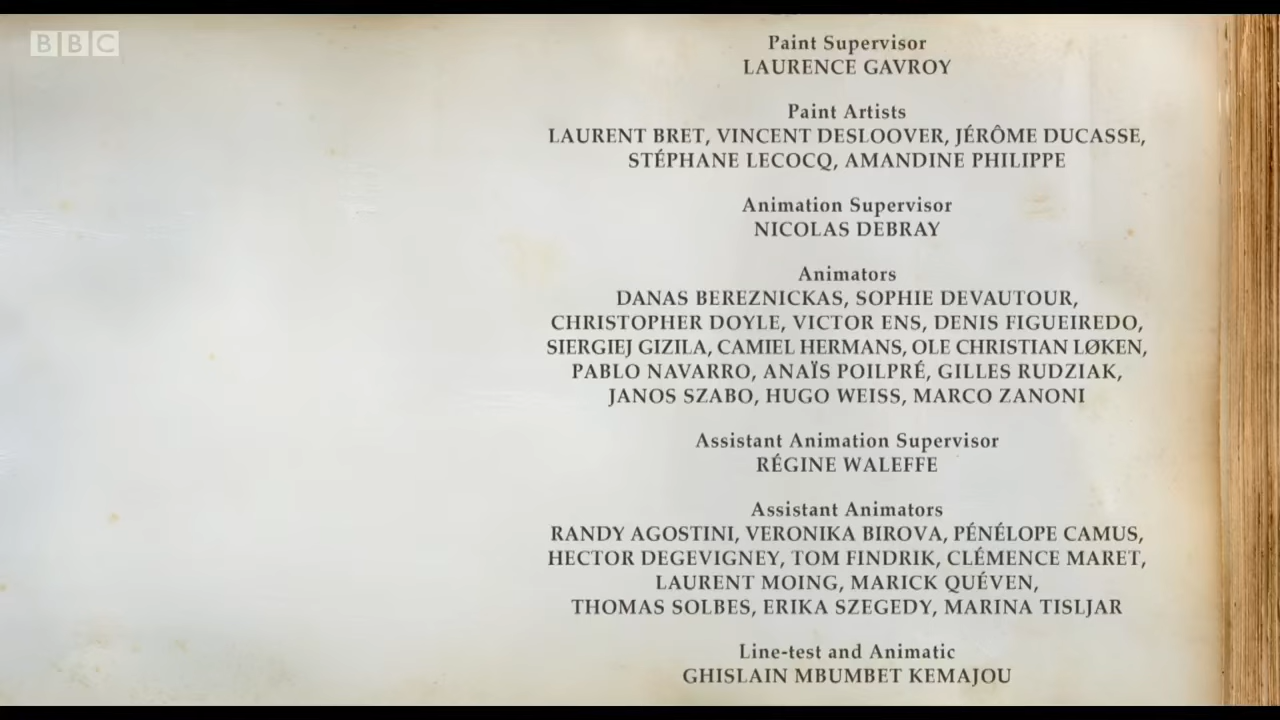 BBC
Paint Supervisor
LAURENCE GAVROY
Paint Artists
LAURENT BRET, VINCENT DESLOOVER, JÉRÔME DUCASSE,
STÉPHANE LECOCQ, AMANDINE PHILIPPE
Animation Supervisor
NICOLAS DEBRAY
Animators
DANAS BEREZNICKAS, SOPHIE DEVAUTOUR,
CHRISTOPHER DOYLE, VICTOR ENS, DENIS FIGUEIREDO,
SIERGIEJ GIZILA, CAMIEL HERMANS, OLE CHRISTIAN LØKEN,
PABLO NAVARRO, ANAÏS POILPRÉ, GILLES RUDZIAK,
JANOS SZABO, HUGO WEISS, MARCO ZANONI
Assistant Animation Supervisor
RÉGINE WALEFFE
Assistant Animators
RANDY AGOSTINI, VERONIKA BIROVA, PÉNÉLOPE CAMUS,
HECTOR DEGEVIGNEY, TOM FINDRIK, CLÉMENCE MARET,
LAURENT MOING, MARICK QUÉVEN,
THOMAS SOLBES, ERIKA SZEGEDY, MARINA TISLJAR
Line-test and Animatic
GHISLAIN MBUMBET KEMAJOU